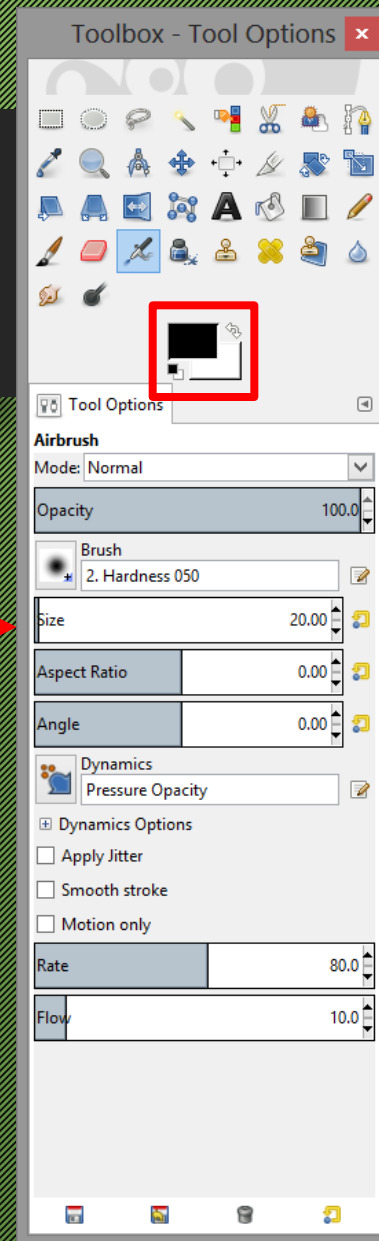 Toolbox - Tool Options
Tool Options
Airbrush
Mode: Normal
Opacity 100.0
Brush
2. Hardness 050
Size 20.00
Aspect Ratio 0.00
Angle 0.00
Dynamics
Pressure Opacity
Dynamics Options
Apply Jitter
Smooth stroke
Motion only
Rate 80.0
Flow 10.0